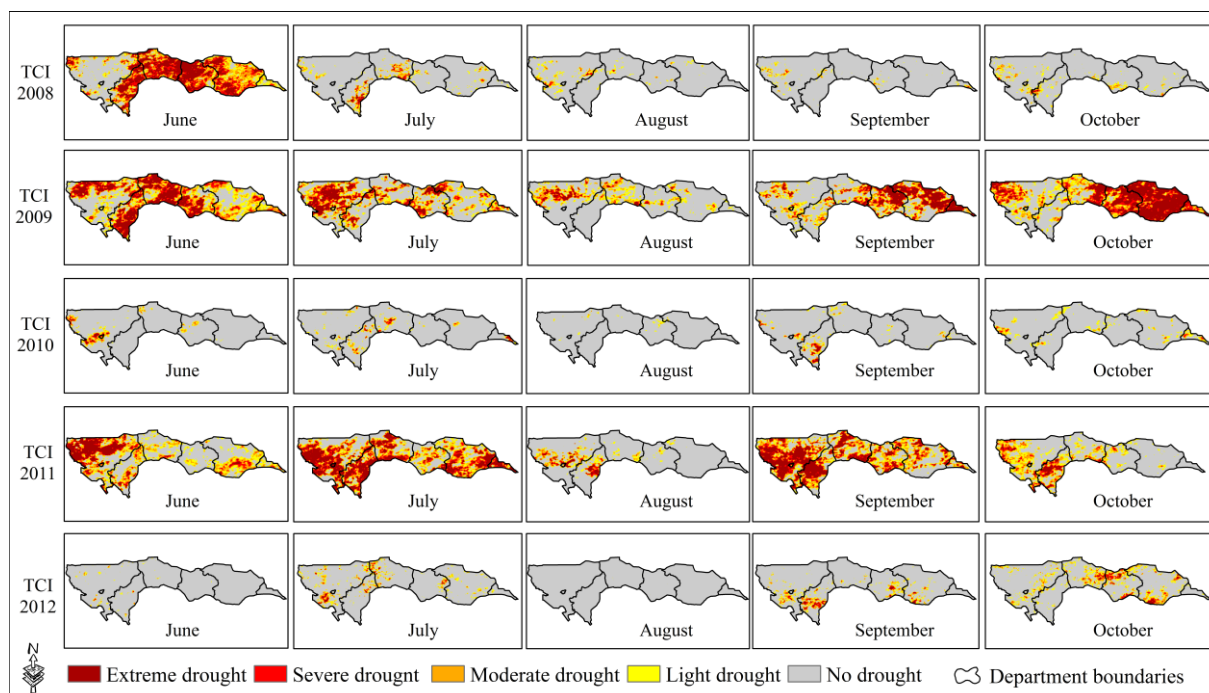 TCI
2008
June
July
August
September
October
TCI
2009
June
July
August
September
October
TCI
2010
June
July
August
September
October
TCI
2011
June
July
August
September
October
TCI
2012
June
July
August
September
October
N
Extreme drought
Severe drougnt
Moderate drought
Light drought
No drought
Department boundaries